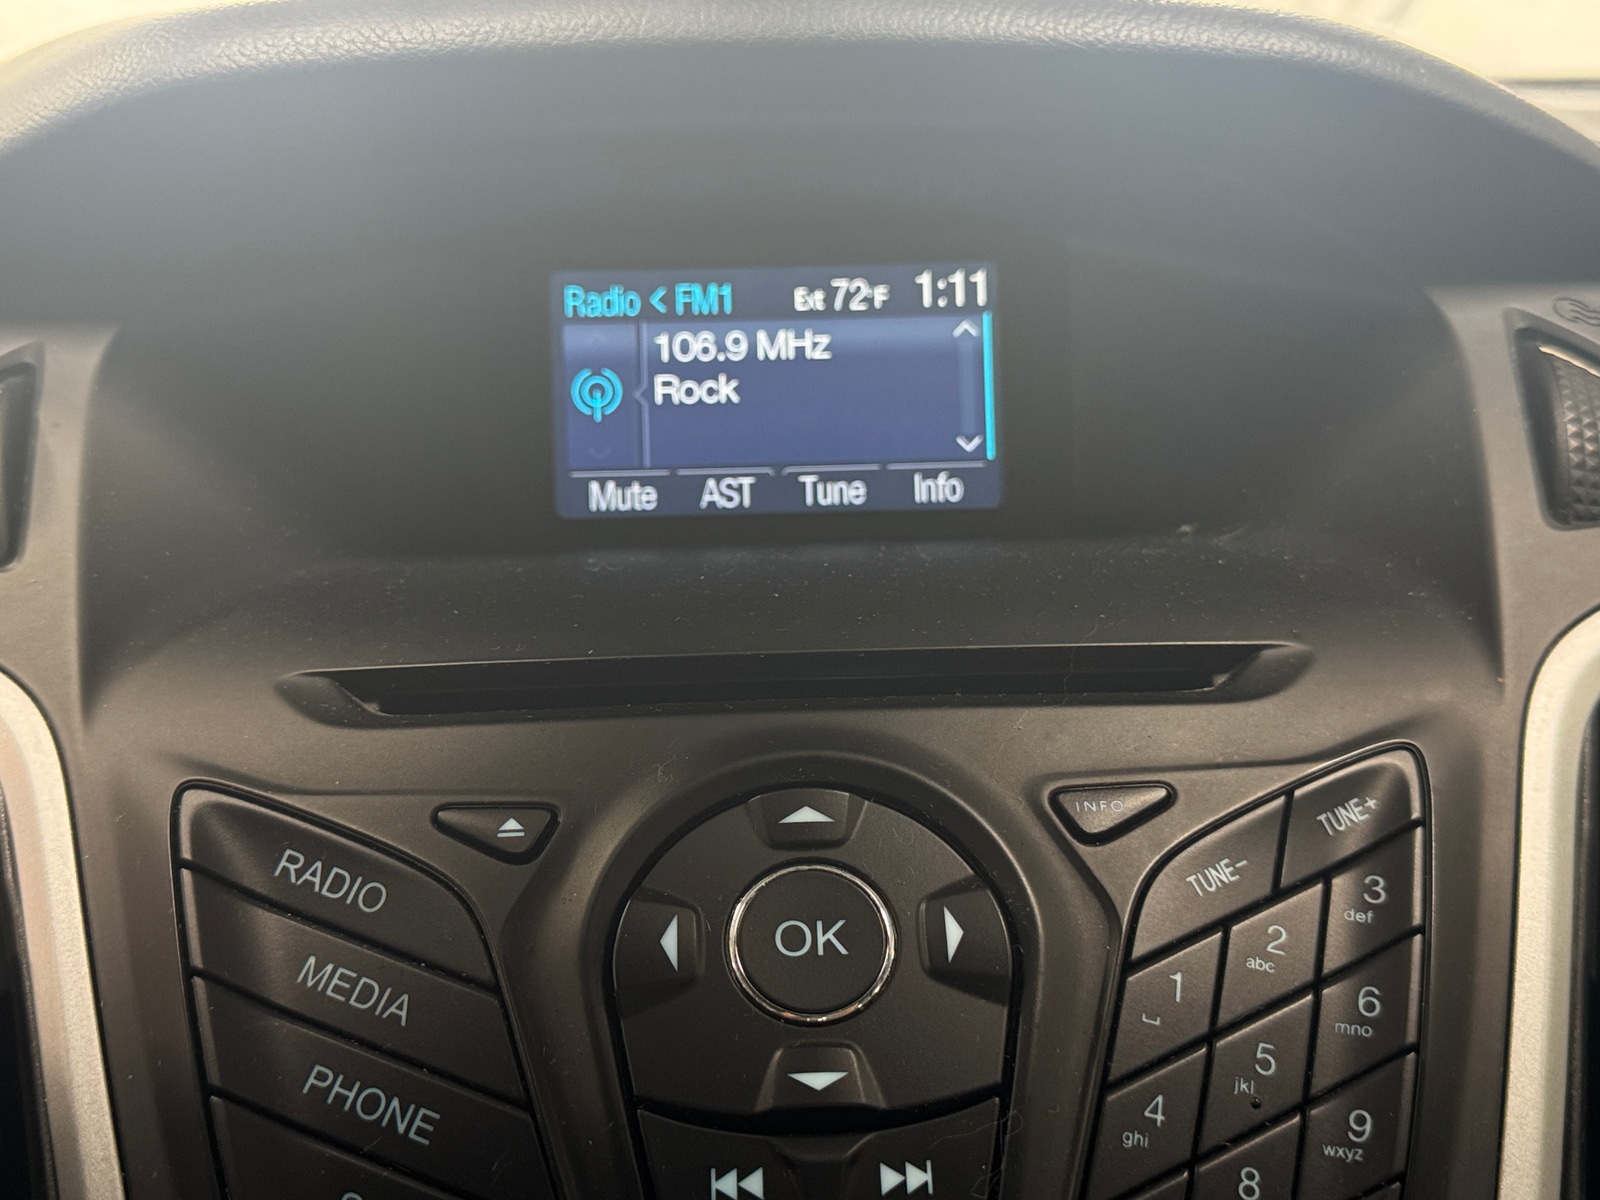 Radio < FM1 Ext 72°F 1:11
106.9 MHz
Rock
Mute AST Tune Info
RADIO
MEDIA
PHONE
OK
INFO
TUNE-
TUNE+
1
2
abc
3
def
4
ghi
5
jkl
6
mno
8
9
wxyz